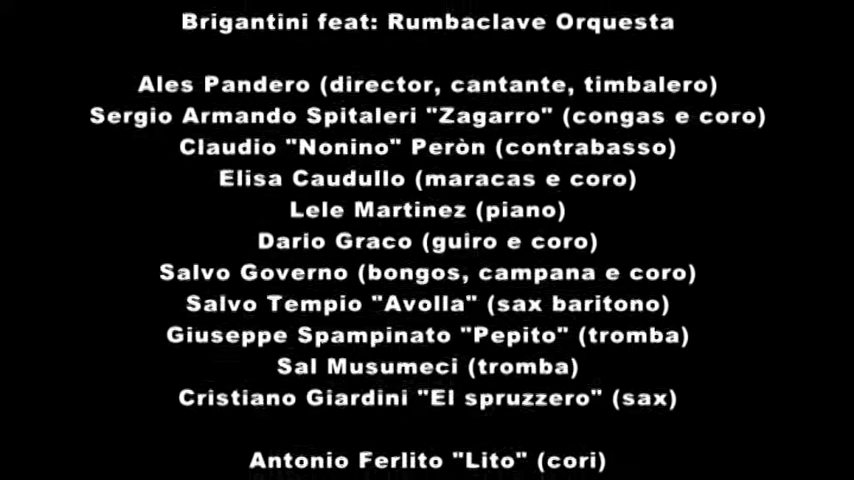 Brigantini feat: Rumbaclave Orquesta
Ales Pandero (director, cantante, timbalero)
Sergio Armando Spitaleri "Zagarro" (congas e coro)
Claudio "Nonino" Peròn (contrabasso)
Elisa Caudullo (maracas e coro)
Lele Martinez (piano)
Dario Graco (guiro e coro)
Salvo Governo (bongos, campana e coro)
Salvo Tempio "Avolla" (sax baritono)
Giuseppe Spampinato "Pepito" (tromba)
Sal Musumeci (tromba)
Cristiano Giardini "El spruzzero" (sax)
Antonio Ferlito "Lito" (cori)